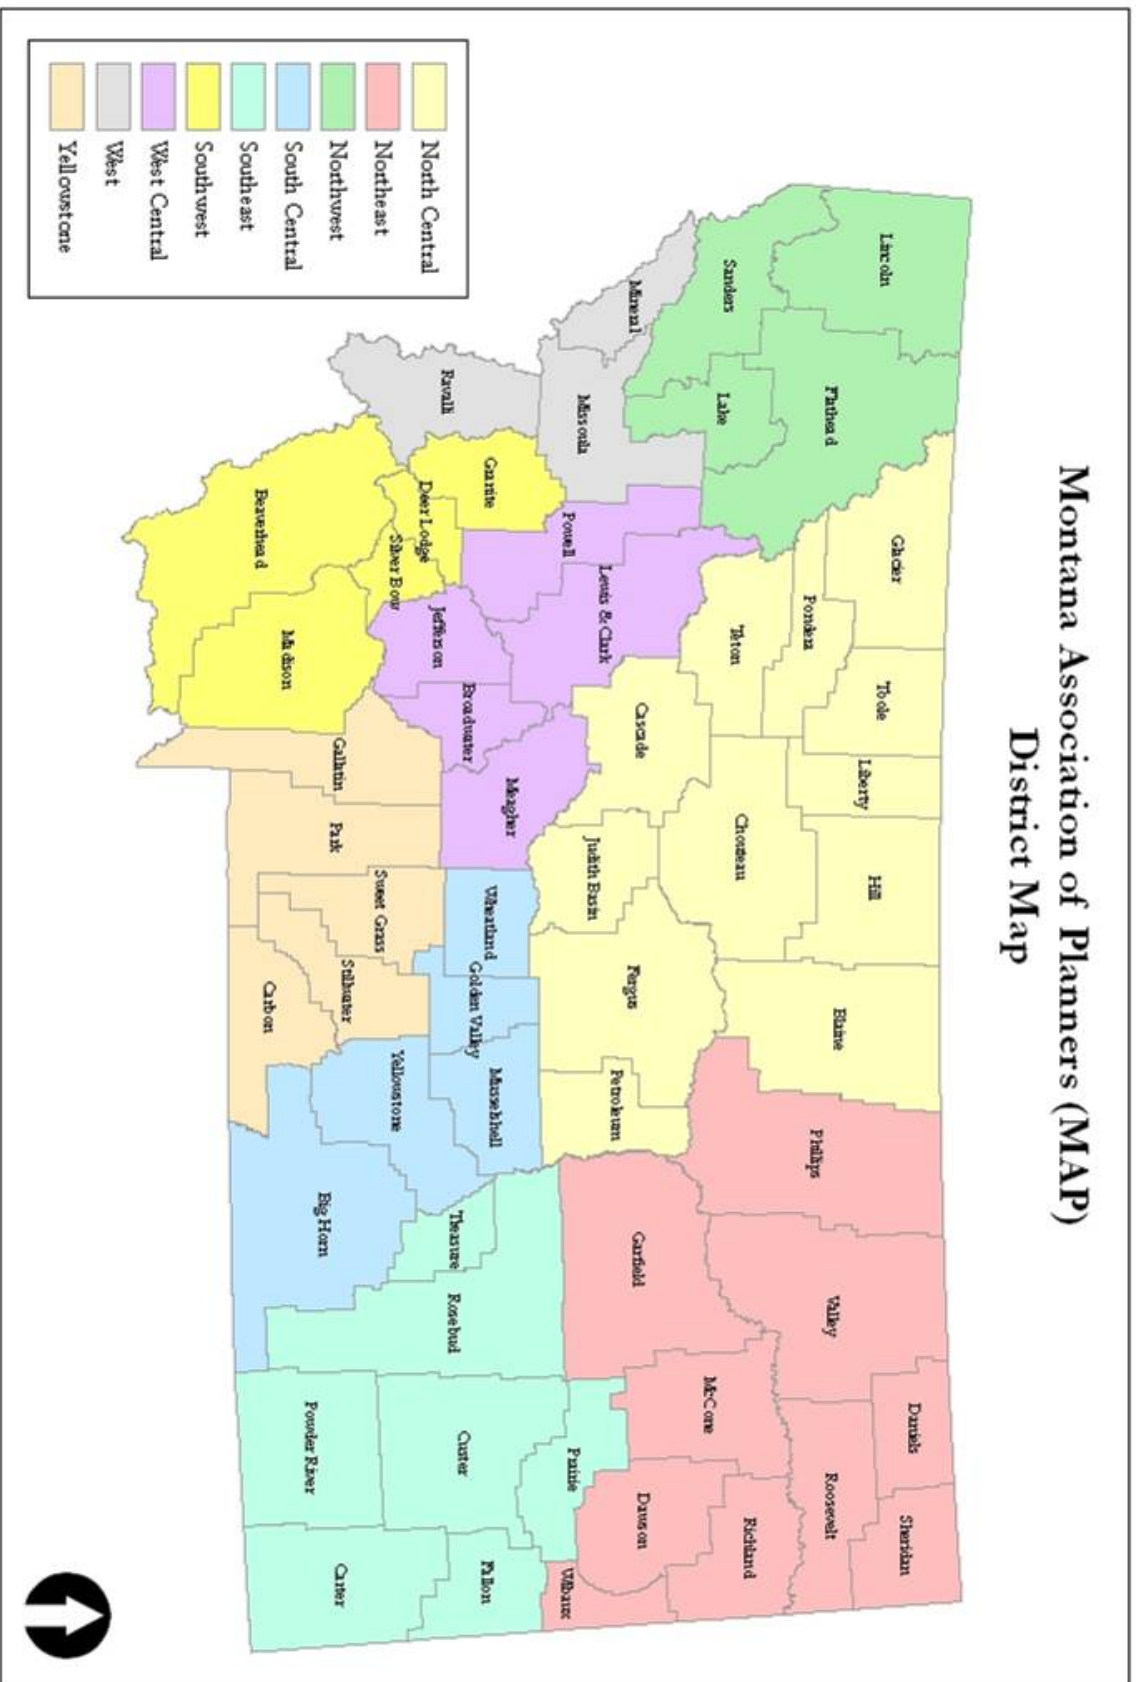 Montana Association of Planners (MAP)
District Map
Lincoln
Flathead
Sanders
Lake
Mineral
Missoula
Ravalli
Glacier
Toole
Liberty
Hill
Blaine
Pondera
Teton
Chouteau
Cascade
Judith Basin
Fergus
Petroleum
Phillips
Valley
Daniels
Sheridan
Roosevelt
Garfield
McCone
Richland
Dawson
Wibaux
Powell
Lewis & Clark
Jefferson
Broadwater
Meagher
Granite
Deer Lodge
Silver Bow
Beaverhead
Madison
Wheatland
Golden Valley
Musselshell
Yellowstone
Big Horn
Gallatin
Park
Sweet Grass
Stillwater
Carbon
Treasure
Rosebud
Prairie
Custer
Fallon
Powder River
Carter
North Central
Northeast
Northwest
South Central
Southeast
Southwest
West Central
West
Yellowstone